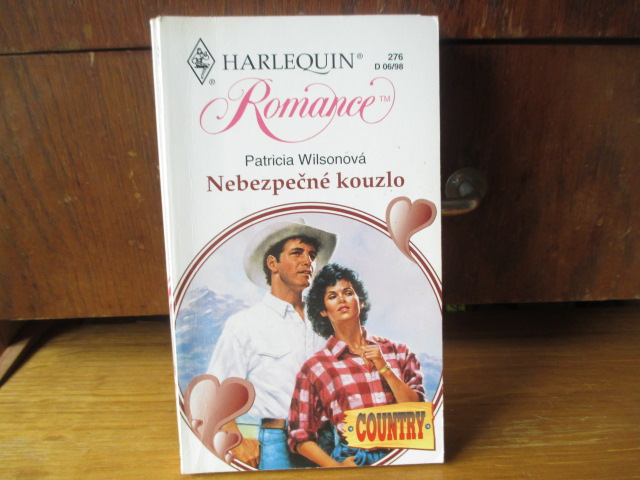 HARLEQUIN®
276
D 06/98
®
Romance™
Patricia Wilsonová
Nebezpečné kouzlo
COUNTRY